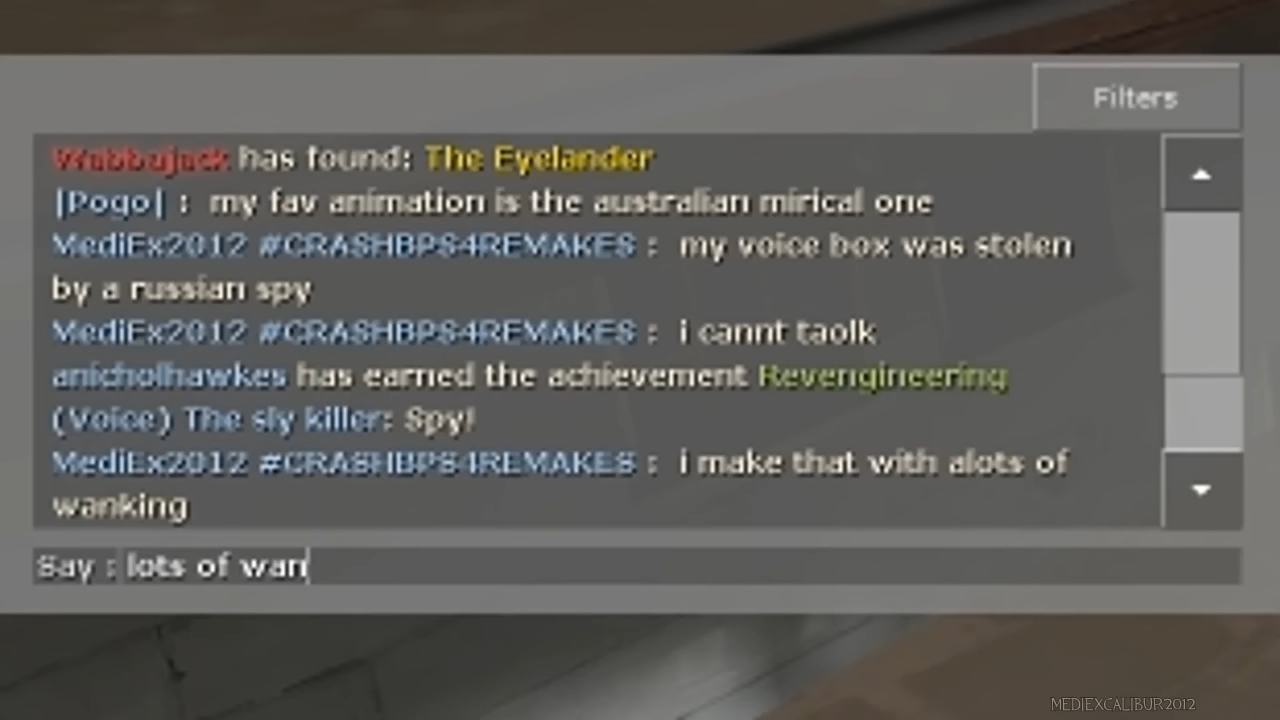 Filters
Wabbajack has found: The Eyelander
|Pogo| : my fav animation is the australian mirical one
MediEx2012 #CRASHBPS4REMAKES : my voice box was stolen
by a russian spy
MediEx2012 #CRASHBPS4REMAKES : i cannt taolk
anicholhawkes has earned the achievement Revengineering
(Voice) The sly killer: Spy!
MediEx2012 #CRASHBPS4REMAKES : i make that with alots of
wanking
Say : lots of wan
MEDIEXCALIBUR2012